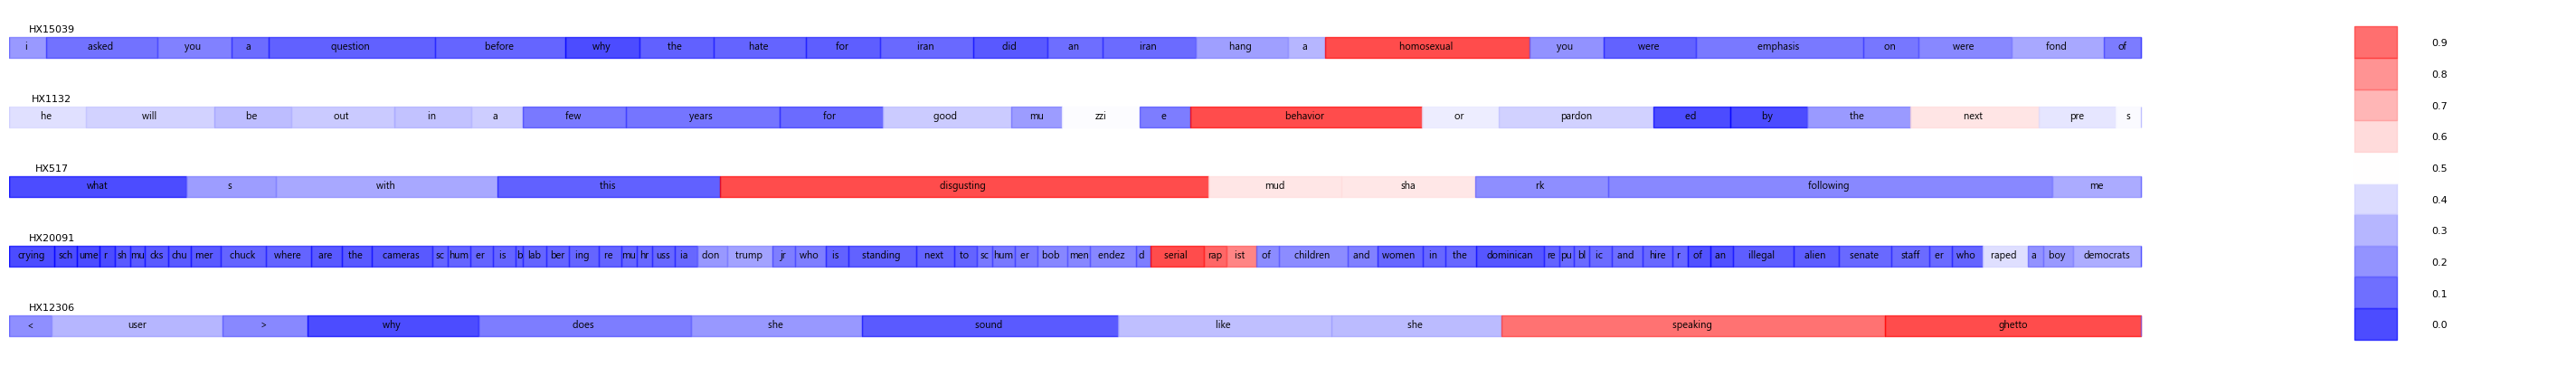 HX15039
i asked you a question before why the hate for iran did an iran hang a homosexual you were emphasis on were fond of
HX1132
he will be out in a few years for good mu zzi e behavior or pardon ed by the next pre s
HX517
what s with this disgusting mud sha rk following me
HX20091
crying sch ume r sh mu cks chu mer chuck where are the cameras sc hum er is b lab ber ing re mu hr uss ia don trump jr who is standing next to sc hum er bob men endez d serial rap ist of children and women in the dominican re pu bl ic and hire r of an illegal alien senate staff er who raped a boy democrats
HX12306
< user > why does she sound like she speaking ghetto
0.9
0.8
0.7
0.6
0.5
0.4
0.3
0.2
0.1
0.0